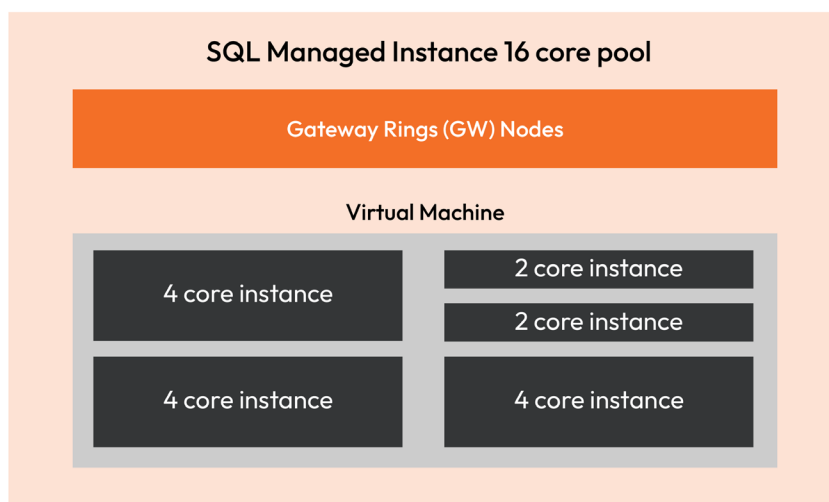 SQL Managed Instance 16 core pool
Gateway Rings (GW) Nodes
Virtual Machine
4 core instance
2 core instance
2 core instance
4 core instance
4 core instance